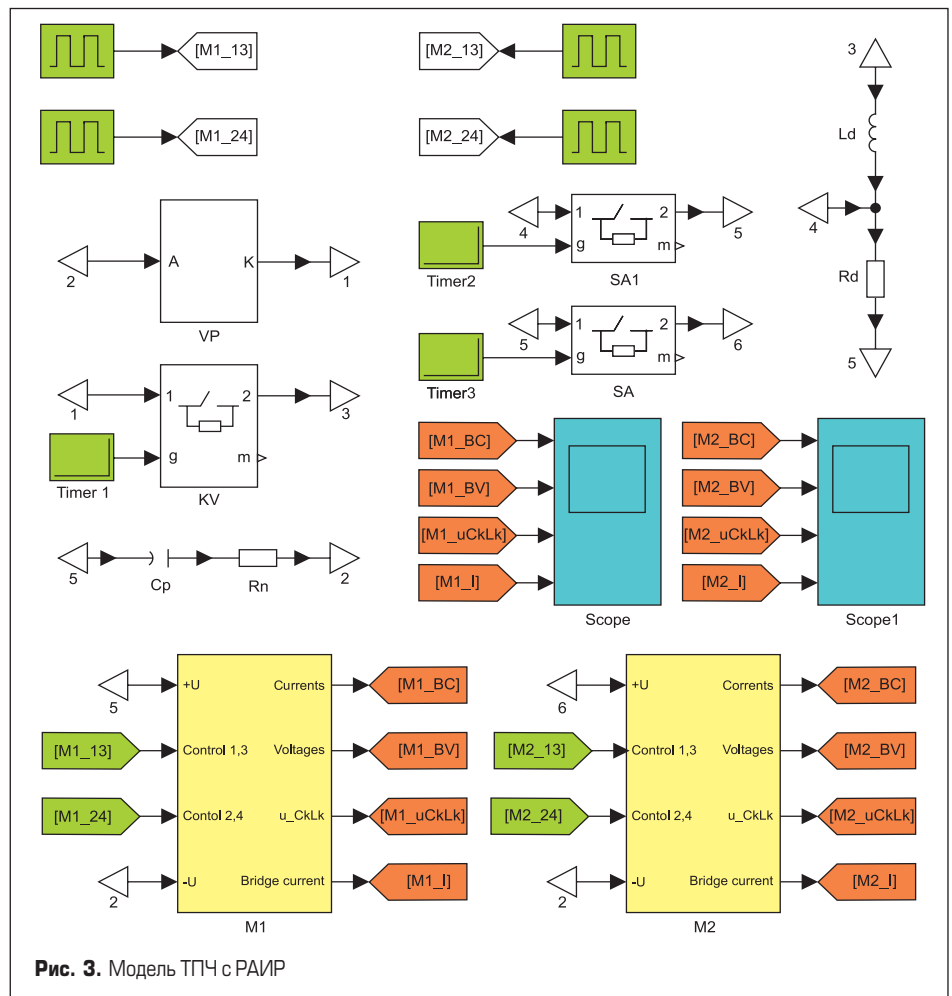 [M1_13]
[M2_13]
3
[M1_24]
[M2_24]
Ld
4
1 2
g m
4 5
Timer2
SA1
A K
2 1
VP
Rd
5
1 2
g m
5 6
Timer3
SA
1 2
g m
1 3
Timer 1
KV
[M1_BC]
[M1_BV]
[M1_uCkLk]
[M1_I]
Scope
[M2_BC]
[M2_BV]
[M2_uCkLk]
[M2_I]
Scope1
5 2
Cp Rn
5
+U Currents [M1_BC]
[M1_13] Control 1,3 Voltages [M1_BV]
[M1_24] Contol 2,4 u_CkLk [M1_uCkLk]
2
-U Bridge current [M1_I]
M1
6
+U Corrents [M2_BC]
[M2_13] Control 1,3 Voltages [M2_BV]
[M2_24] Contol 2,4 u_CkLk [M2_uCkLk]
2
-U Bridge current [M2_I]
M2
Рис. 3. Модель ТПЧ с РАИР